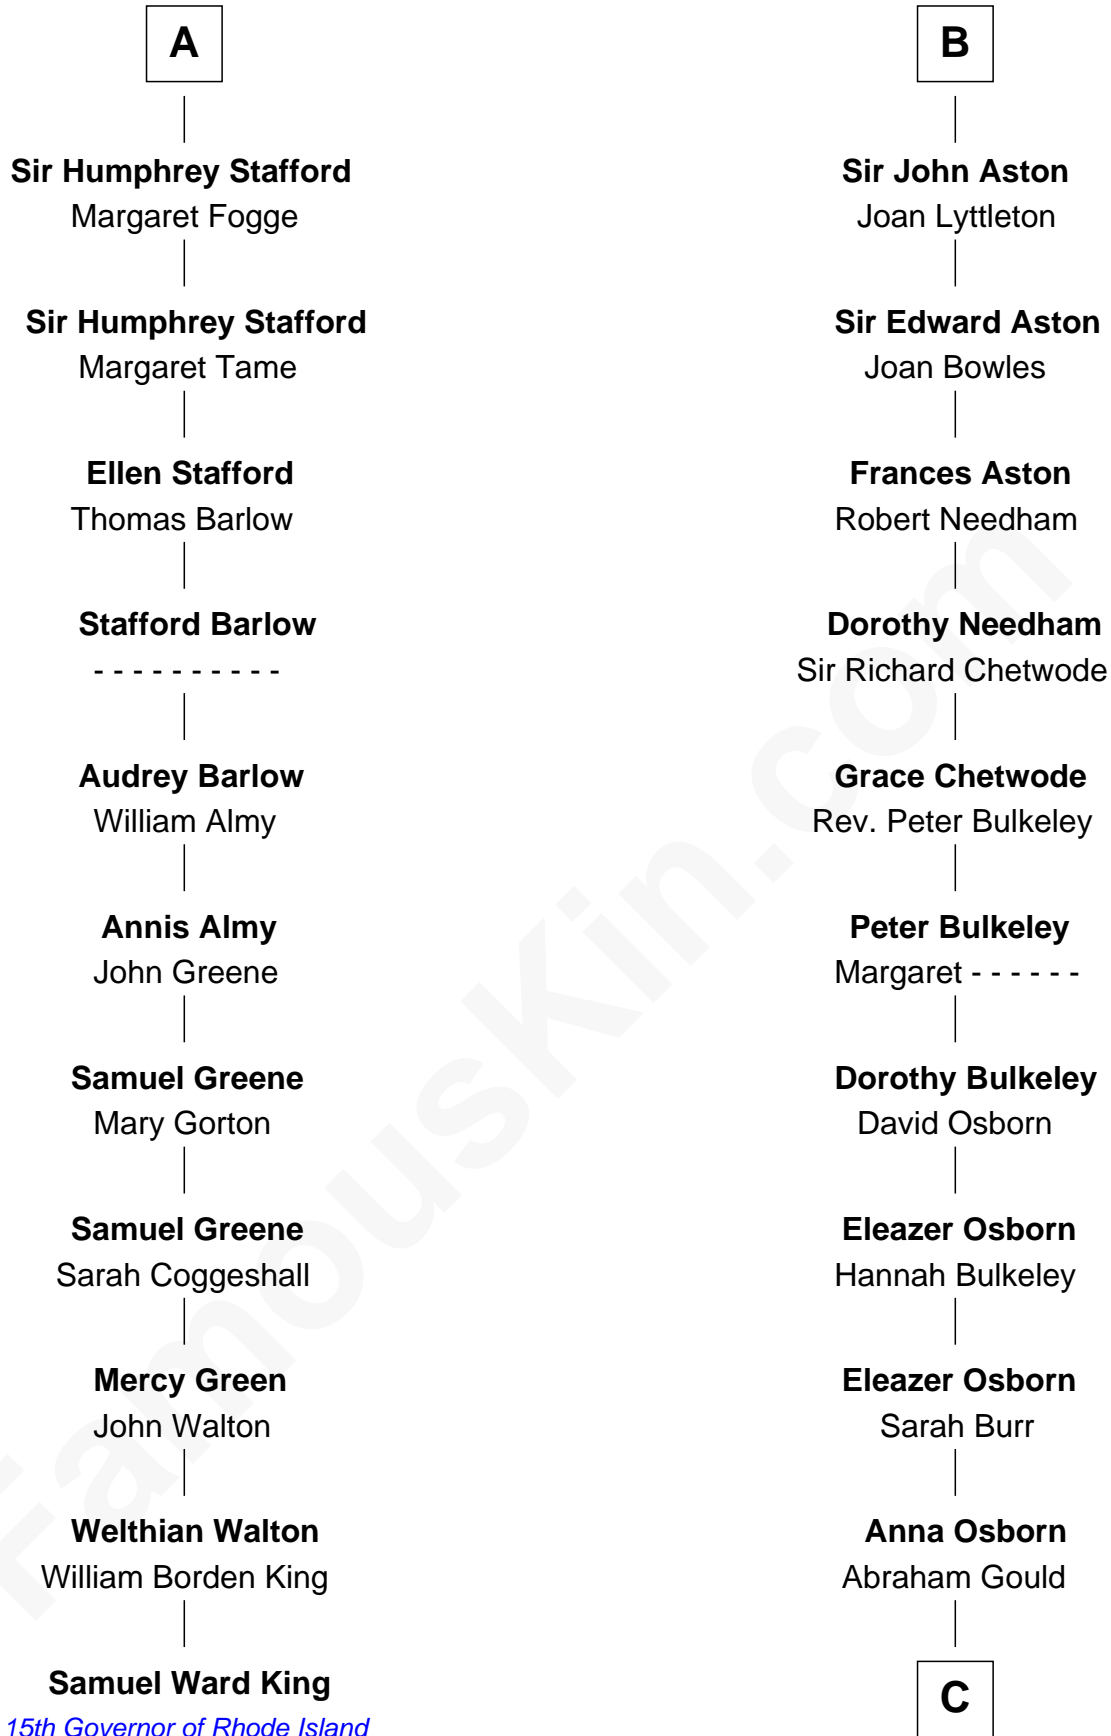 A
Sir Humphrey Stafford
Margaret Fogge
Sir Humphrey Stafford
Margaret Tame
Ellen Stafford
Thomas Barlow
Stafford Barlow
- - - - - - - - - -
Audrey Barlow
William Almy
Annis Almy
John Greene
Samuel Greene
Mary Gorton
Samuel Greene
Sarah Coggeshall
Mercy Green
John Walton
Welthian Walton
William Borden King
Samuel Ward King
15th Governor of Rhode Island
B
Sir John Aston
Joan Lyttleton
Sir Edward Aston
Joan Bowles
Frances Aston
Robert Needham
Dorothy Needham
Sir Richard Chetwode
Grace Chetwode
Rev. Peter Bulkeley
Peter Bulkeley
Margaret - - - - - -
Dorothy Bulkeley
David Osborn
Eleazer Osborn
Hannah Bulkeley
Eleazer Osborn
Sarah Burr
Anna Osborn
Abraham Gould
C
FamousKin.com